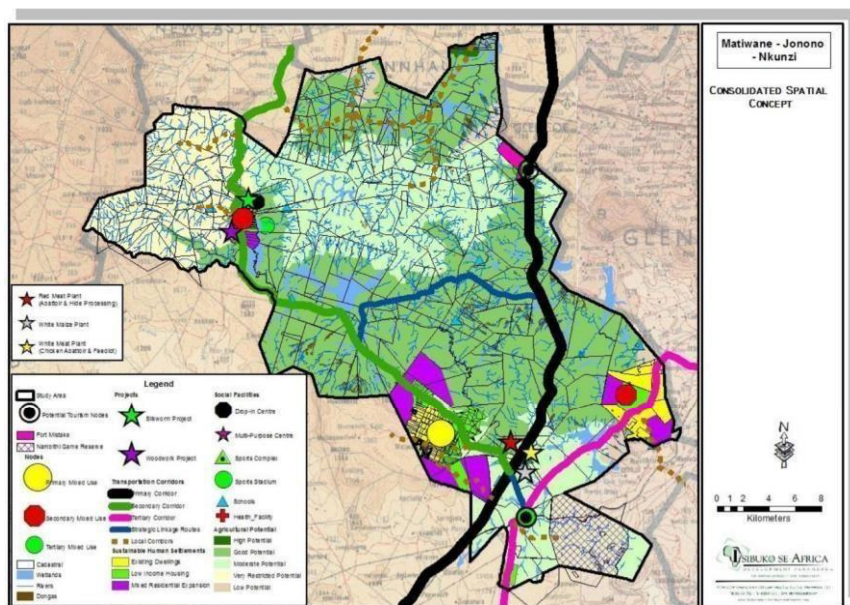 NEWCASTLE
GLENCOE
GLEN
Matiwane - Jonono
- Nkunzi
CONSOLIDATED SPATIAL
CONCEPT
Red Meat Plant
(Abattoir & Hide Processing)
White Maize Plant
White Meat Plant
(Chicken Abattoir & Feedlot)
Legend
Study Area
Potential Tourism Nodes
Fort Mistake
Nambithi Game Reserve
Nodes
Primary Mixed Use
Secondary Mixed Use
Tertiary Mixed Use
Cadastral
Wetlands
Rivers
Dongas
Projects
Silkworm Project
Woodwork Project
Transportation Corridors
Primary Corridor
Secondary Corridor
Tertiary Corridor
Strategic Linkage Routes
Local Corridors
Sustainable Human Settlements
Existing Dwellings
Low Income Housing
Mixed Residential Expansion
Social Facilities
Drop-in Centre
Multi-Purpose Centre
Sports Complex
Sports Stadium
Schools
Health_Facility
Agricultural Potential
High Potential
Good Potential
Moderate Potential
Very Restricted Potential
Low Potential
N
0 1 2 4 6 8
Kilometers
ISIBUKO SE AFRICA